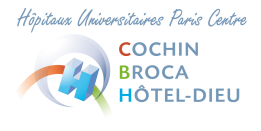 Hôpitaux Universitaires Paris Centre
COCHIN
BROCA
HÔTEL-DIEU
H